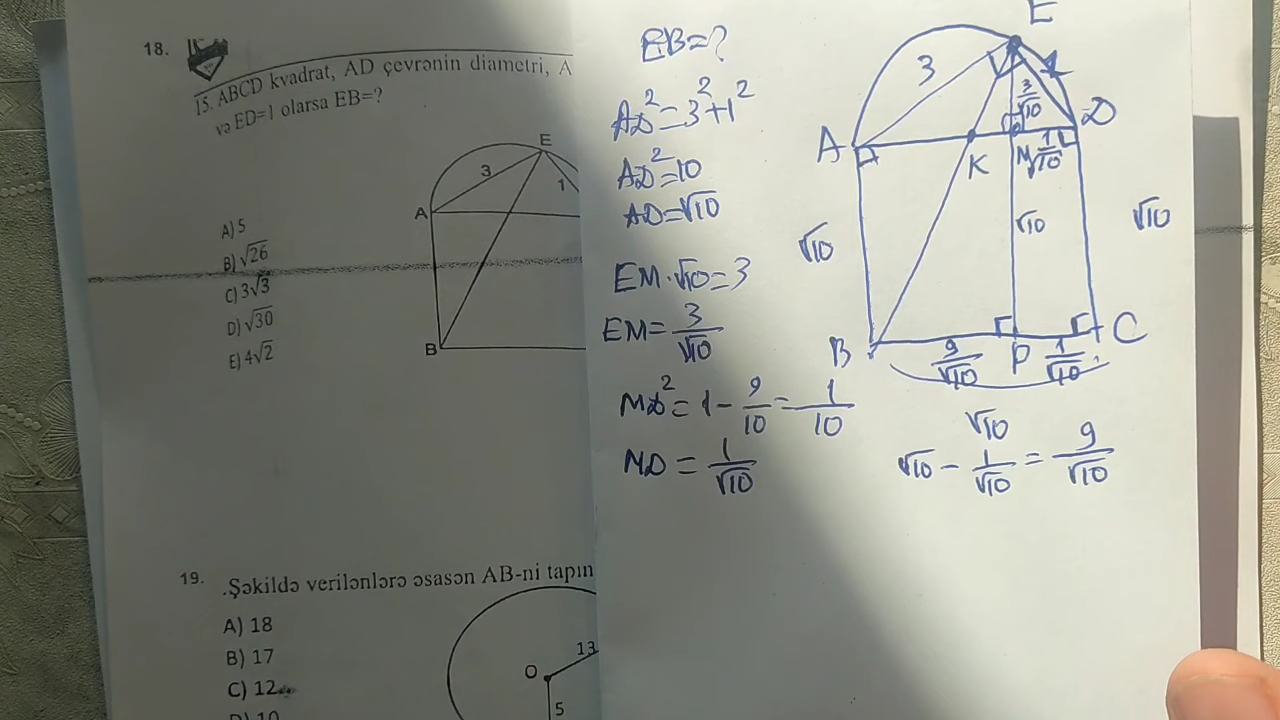 18.
15. ABCD kvadrat, AD çevrənin diametri, A
və ED=1 olarsa EB=?
A) 5
B) √26
C) 3√3
D) √30
E) 4√2
E
3
1
A
B
19.
.Şəkildə verilənlərə əsasən AB-ni tapın
A) 18
B) 17
C) 12
D) 10
13
O
5
EB=?
AD²=3²+1²
AD²=10
AD=√10
EM·√10=3
EM=3/√10
MD²=1-9/10=1/10
MD=1/√10
E
3
1
3/√10
A
D
K
M
1/√10
√10
√10
√10
B
P
C
9/√10
1/√10
√10
√10-1/√10=9/√10